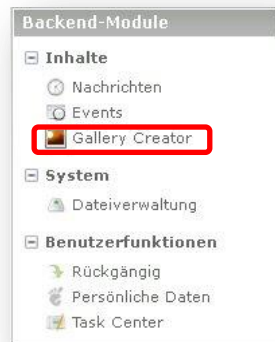 Backend-Module
Inhalte
Nachrichten
Events
Gallery Creator
System
Dateiverwaltung
Benutzerfunktionen
Rückgängig
Persönliche Daten
Task Center